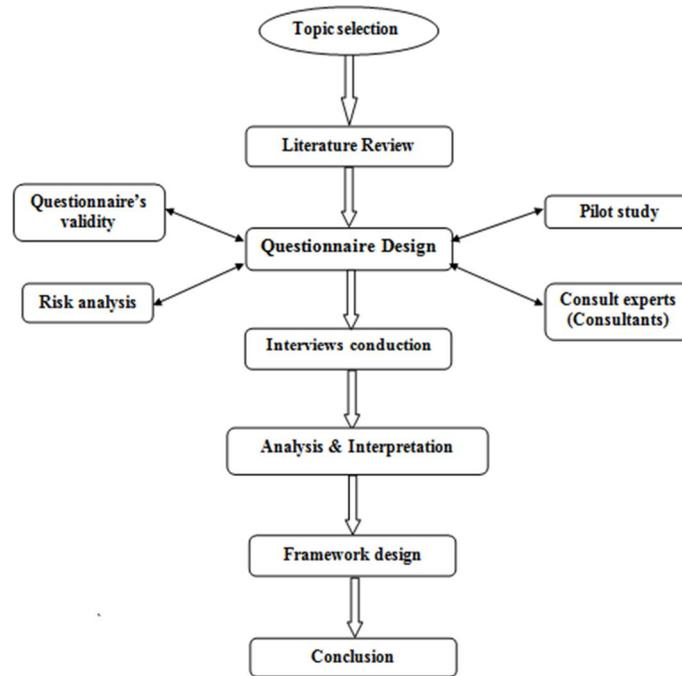 Topic selection
Literature Review
Questionnaire's
validity
Pilot study
Questionnaire Design
Risk analysis
Consult experts
(Consultants)
Interviews conduction
Analysis & Interpretation
Framework design
Conclusion